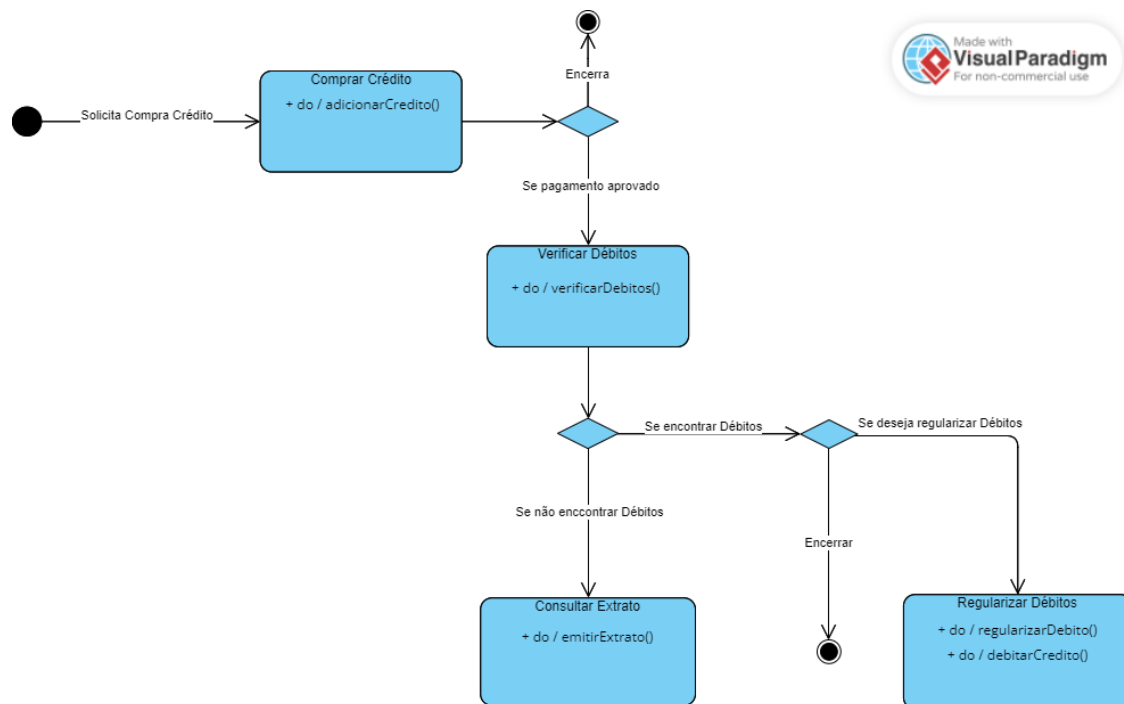 Made with
Visual Paradigm
For non-commercial use
Encerra
Comprar Crédito
+ do / adicionarCredito()
Solicita Compra Crédito
Se pagamento aprovado
Verificar Débitos
+ do / verificarDebitos()
Se encontrar Débitos
Se deseja regularizar Débitos
Se não enccontrar Débitos
Encerrar
Consultar Extrato
+ do / emitirExtrato()
Regularizar Débitos
+ do / regularizarDebito()
+ do / debitarCredito()